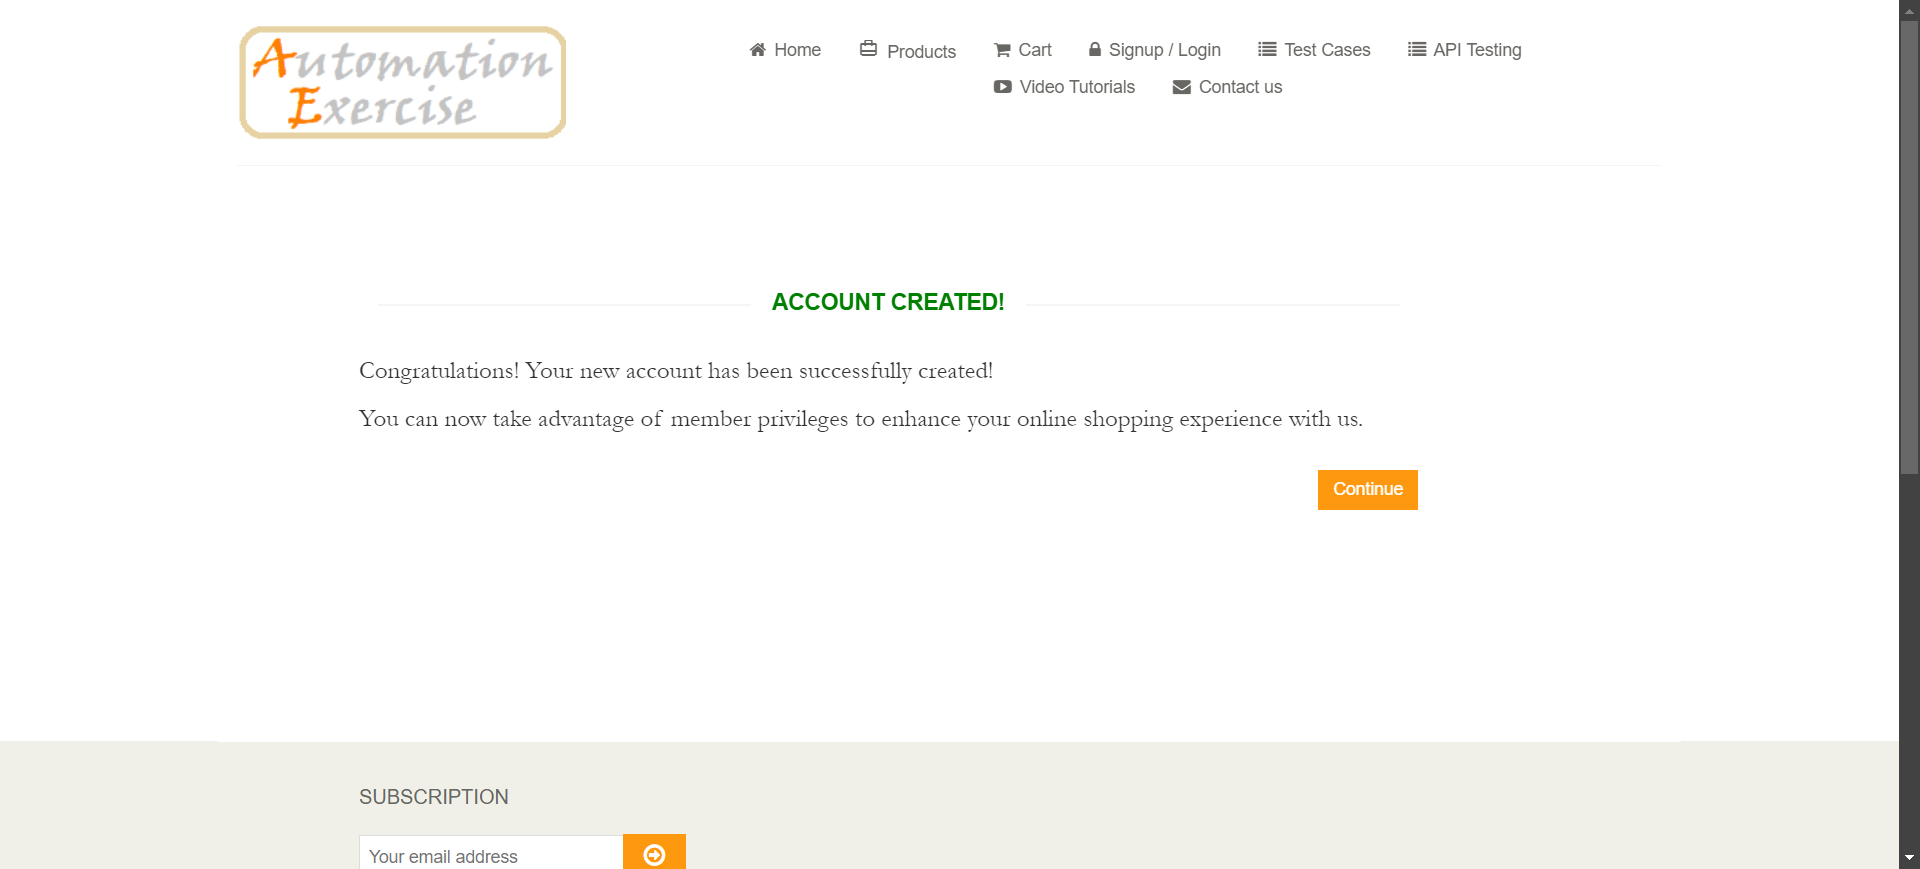 Automation
Exercise
Home
Products
Cart
Signup / Login
Test Cases
API Testing
Video Tutorials
Contact us
ACCOUNT CREATED!
Congratulations! Your new account has been successfully created!
You can now take advantage of member privileges to enhance your online shopping experience with us.
Continue
SUBSCRIPTION
Your email address